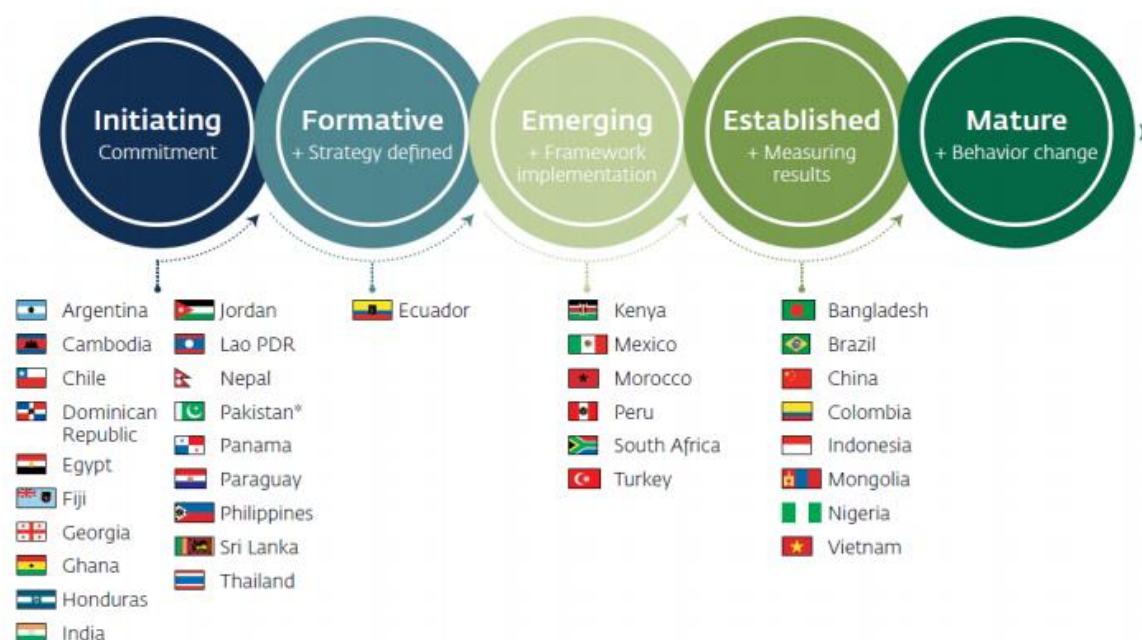 Initiating
Commitment
Formative
+ Strategy defined
Emerging
+ Framework
implementation
Established
+ Measuring
results
Mature
+ Behavior change
Argentina
Cambodia
Chile
Dominican
Republic
Egypt
Fiji
Georgia
Ghana
Honduras
India
Jordan
Lao PDR
Nepal
Pakistan*
Panama
Paraguay
Philippines
Sri Lanka
Thailand
Ecuador
Kenya
Mexico
Morocco
Peru
South Africa
Turkey
Bangladesh
Brazil
China
Colombia
Indonesia
Mongolia
Nigeria
Vietnam